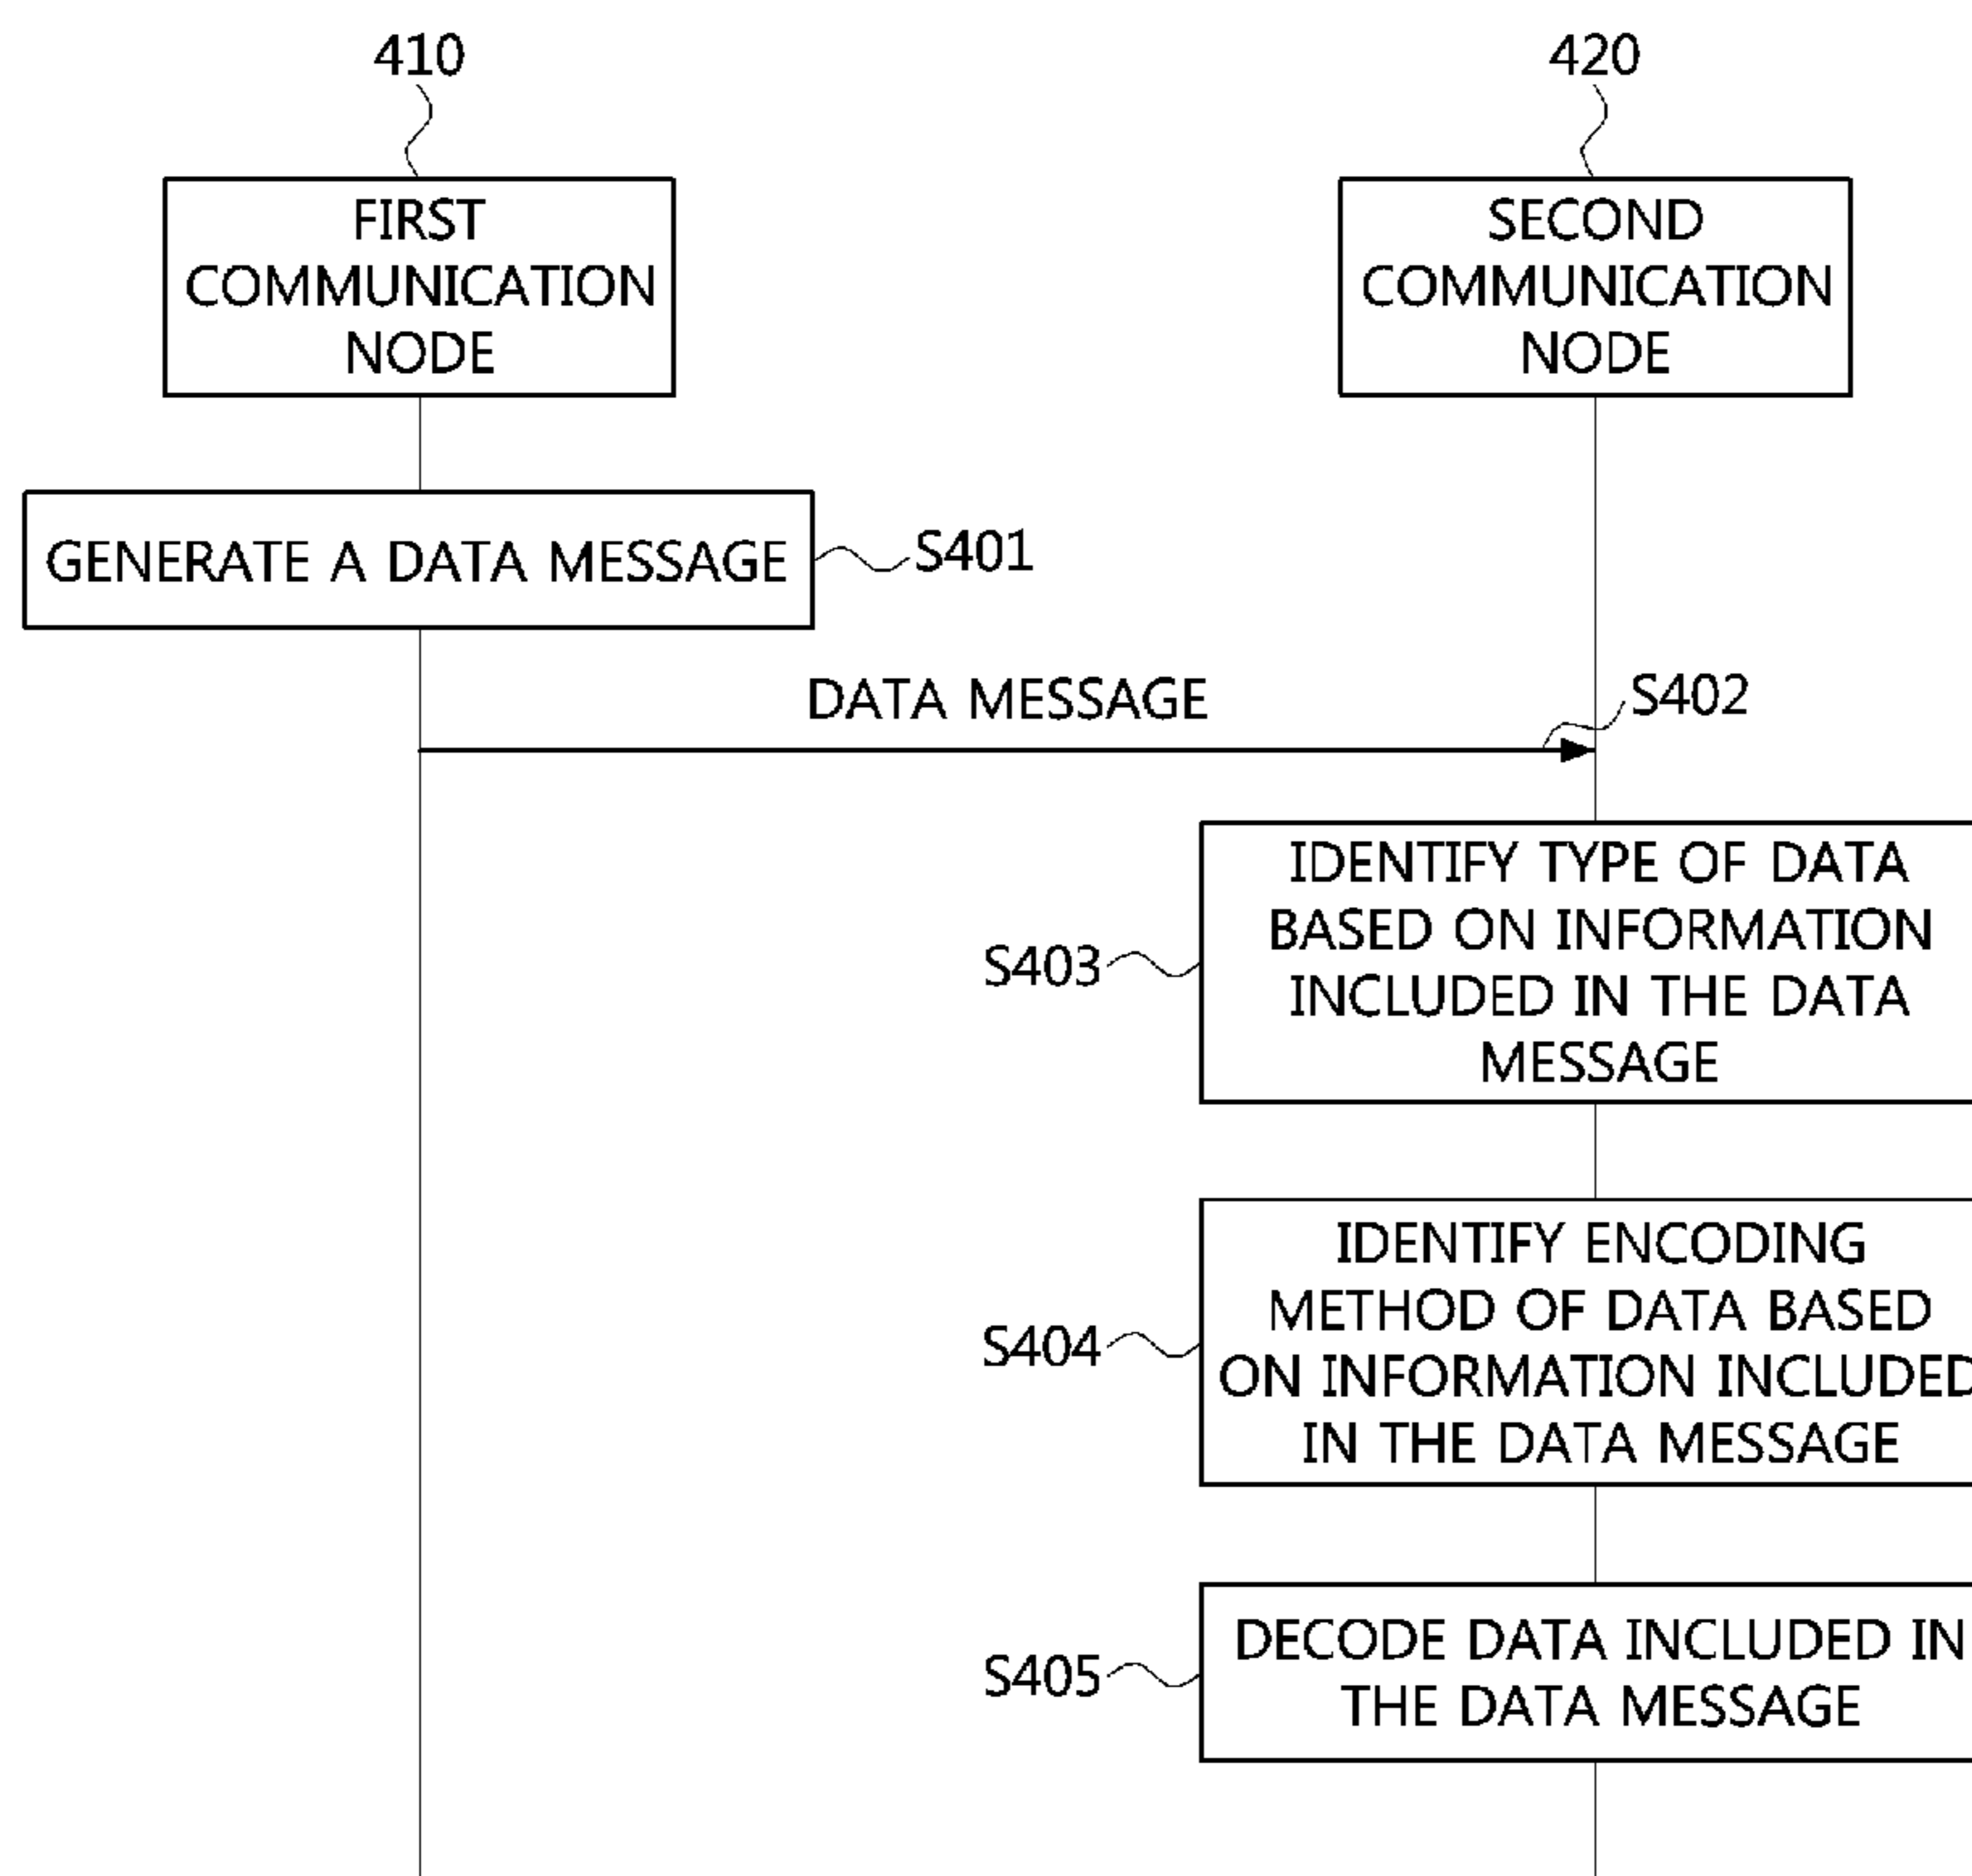 410
420
FIRST
COMMUNICATION
NODE
SECOND
COMMUNICATION
NODE
GENERATE A DATA MESSAGE
S401
DATA MESSAGE
S402
S403
IDENTIFY TYPE OF DATA
BASED ON INFORMATION
INCLUDED IN THE DATA
MESSAGE
S404
IDENTIFY ENCODING
METHOD OF DATA BASED
ON INFORMATION INCLUDED
IN THE DATA MESSAGE
S405
DECODE DATA INCLUDED IN
THE DATA MESSAGE